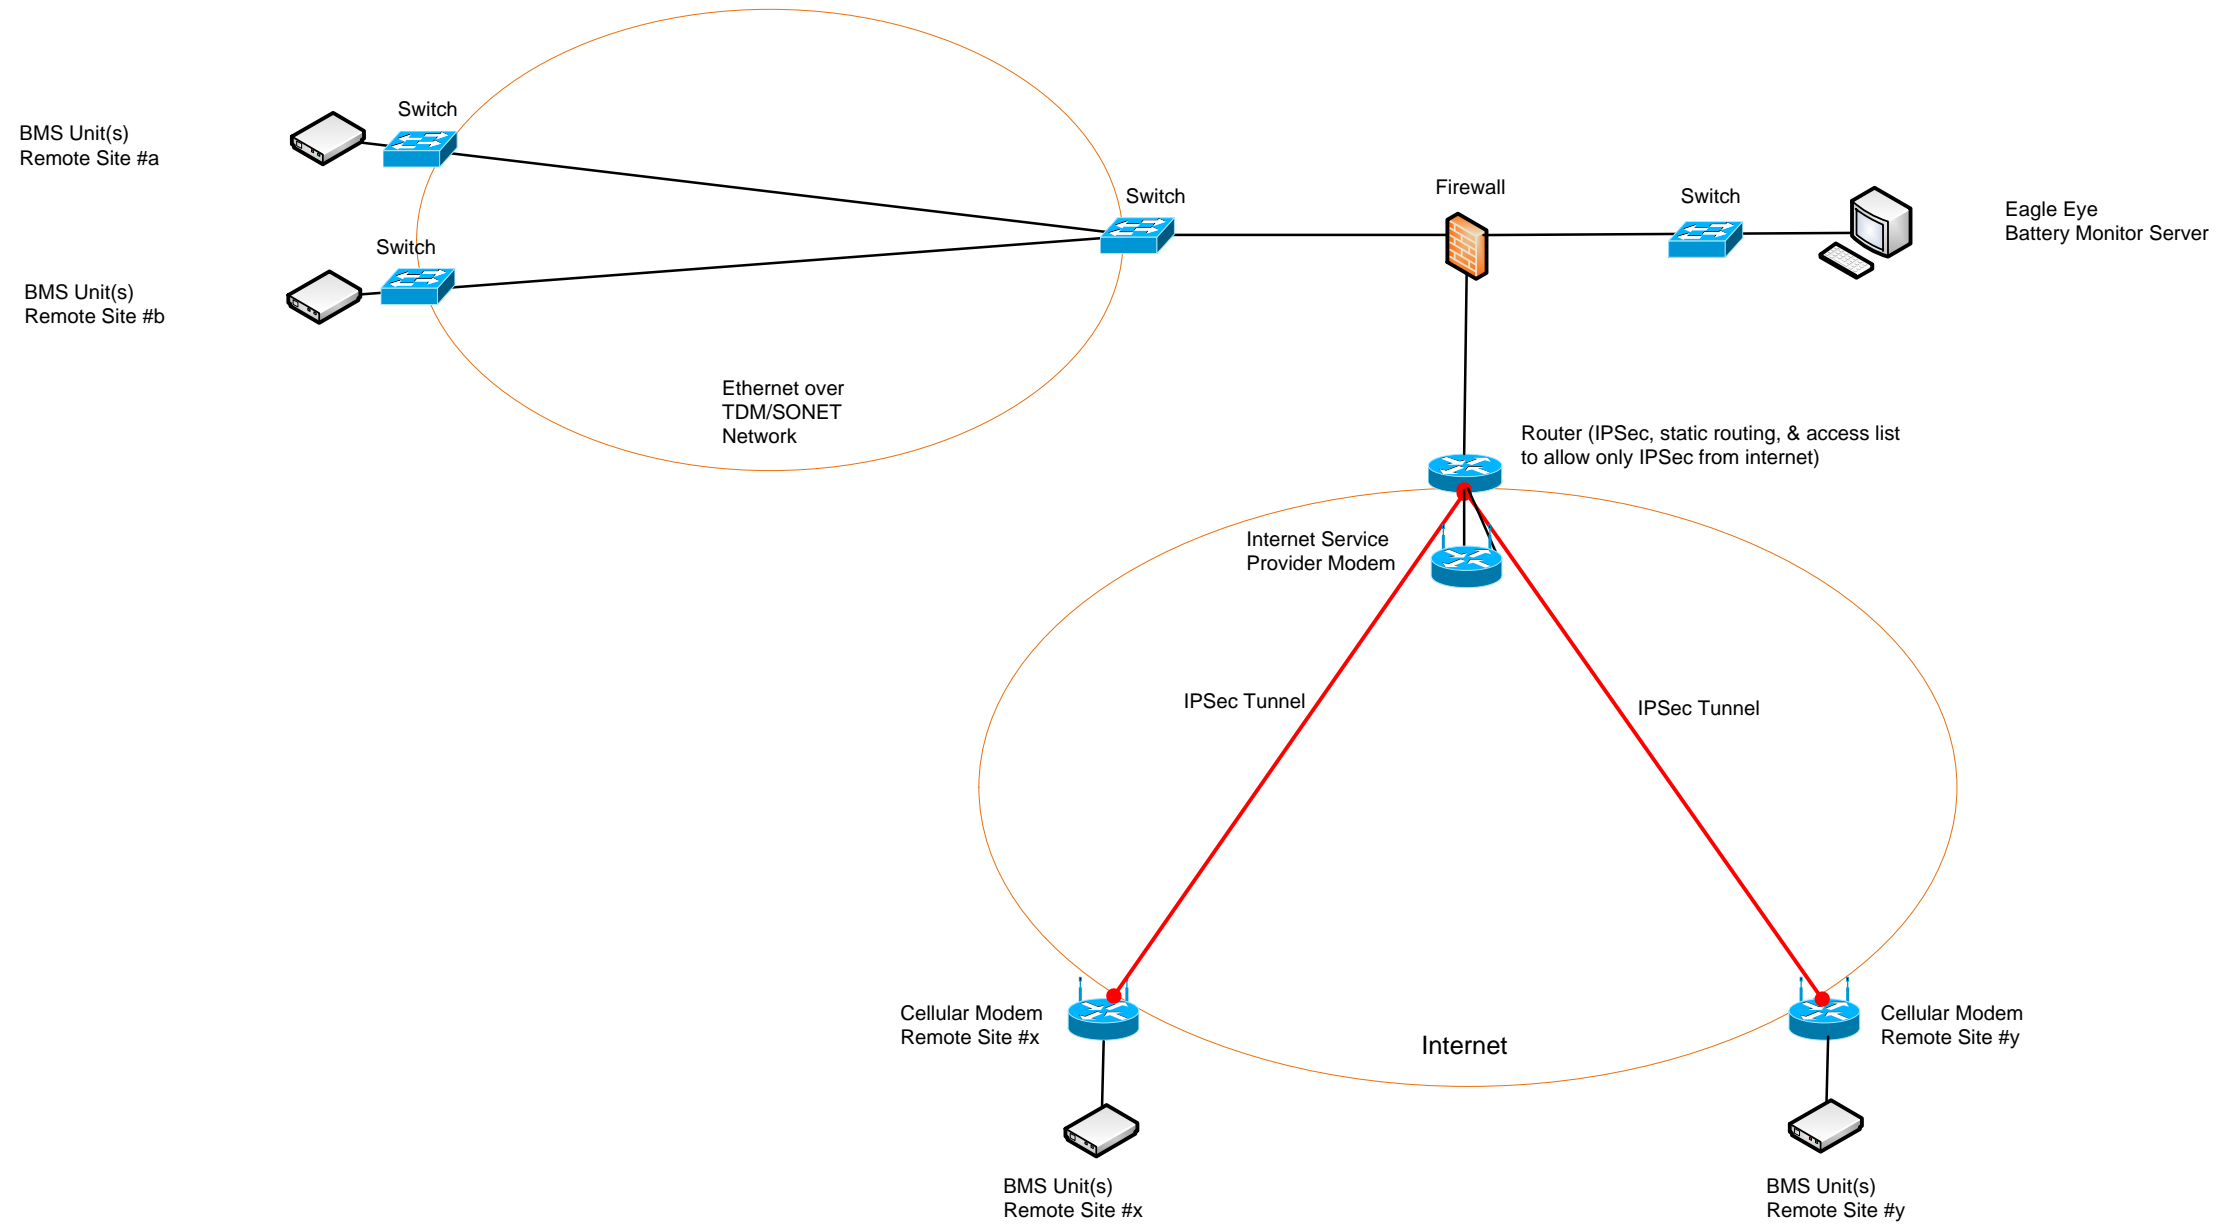 Switch
BMS Unit(s)
Remote Site #a
Switch
Firewall
Switch
Eagle Eye
Battery Monitor Server
Switch
BMS Unit(s)
Remote Site #b
Ethernet over
TDM/SONET
Network
Router (IPSec, static routing, & access list
to allow only IPSec from internet)
Internet Service
Provider Modem
IPSec Tunnel
IPSec Tunnel
Cellular Modem
Remote Site #x
Internet
Cellular Modem
Remote Site #y
BMS Unit(s)
Remote Site #x
BMS Unit(s)
Remote Site #y